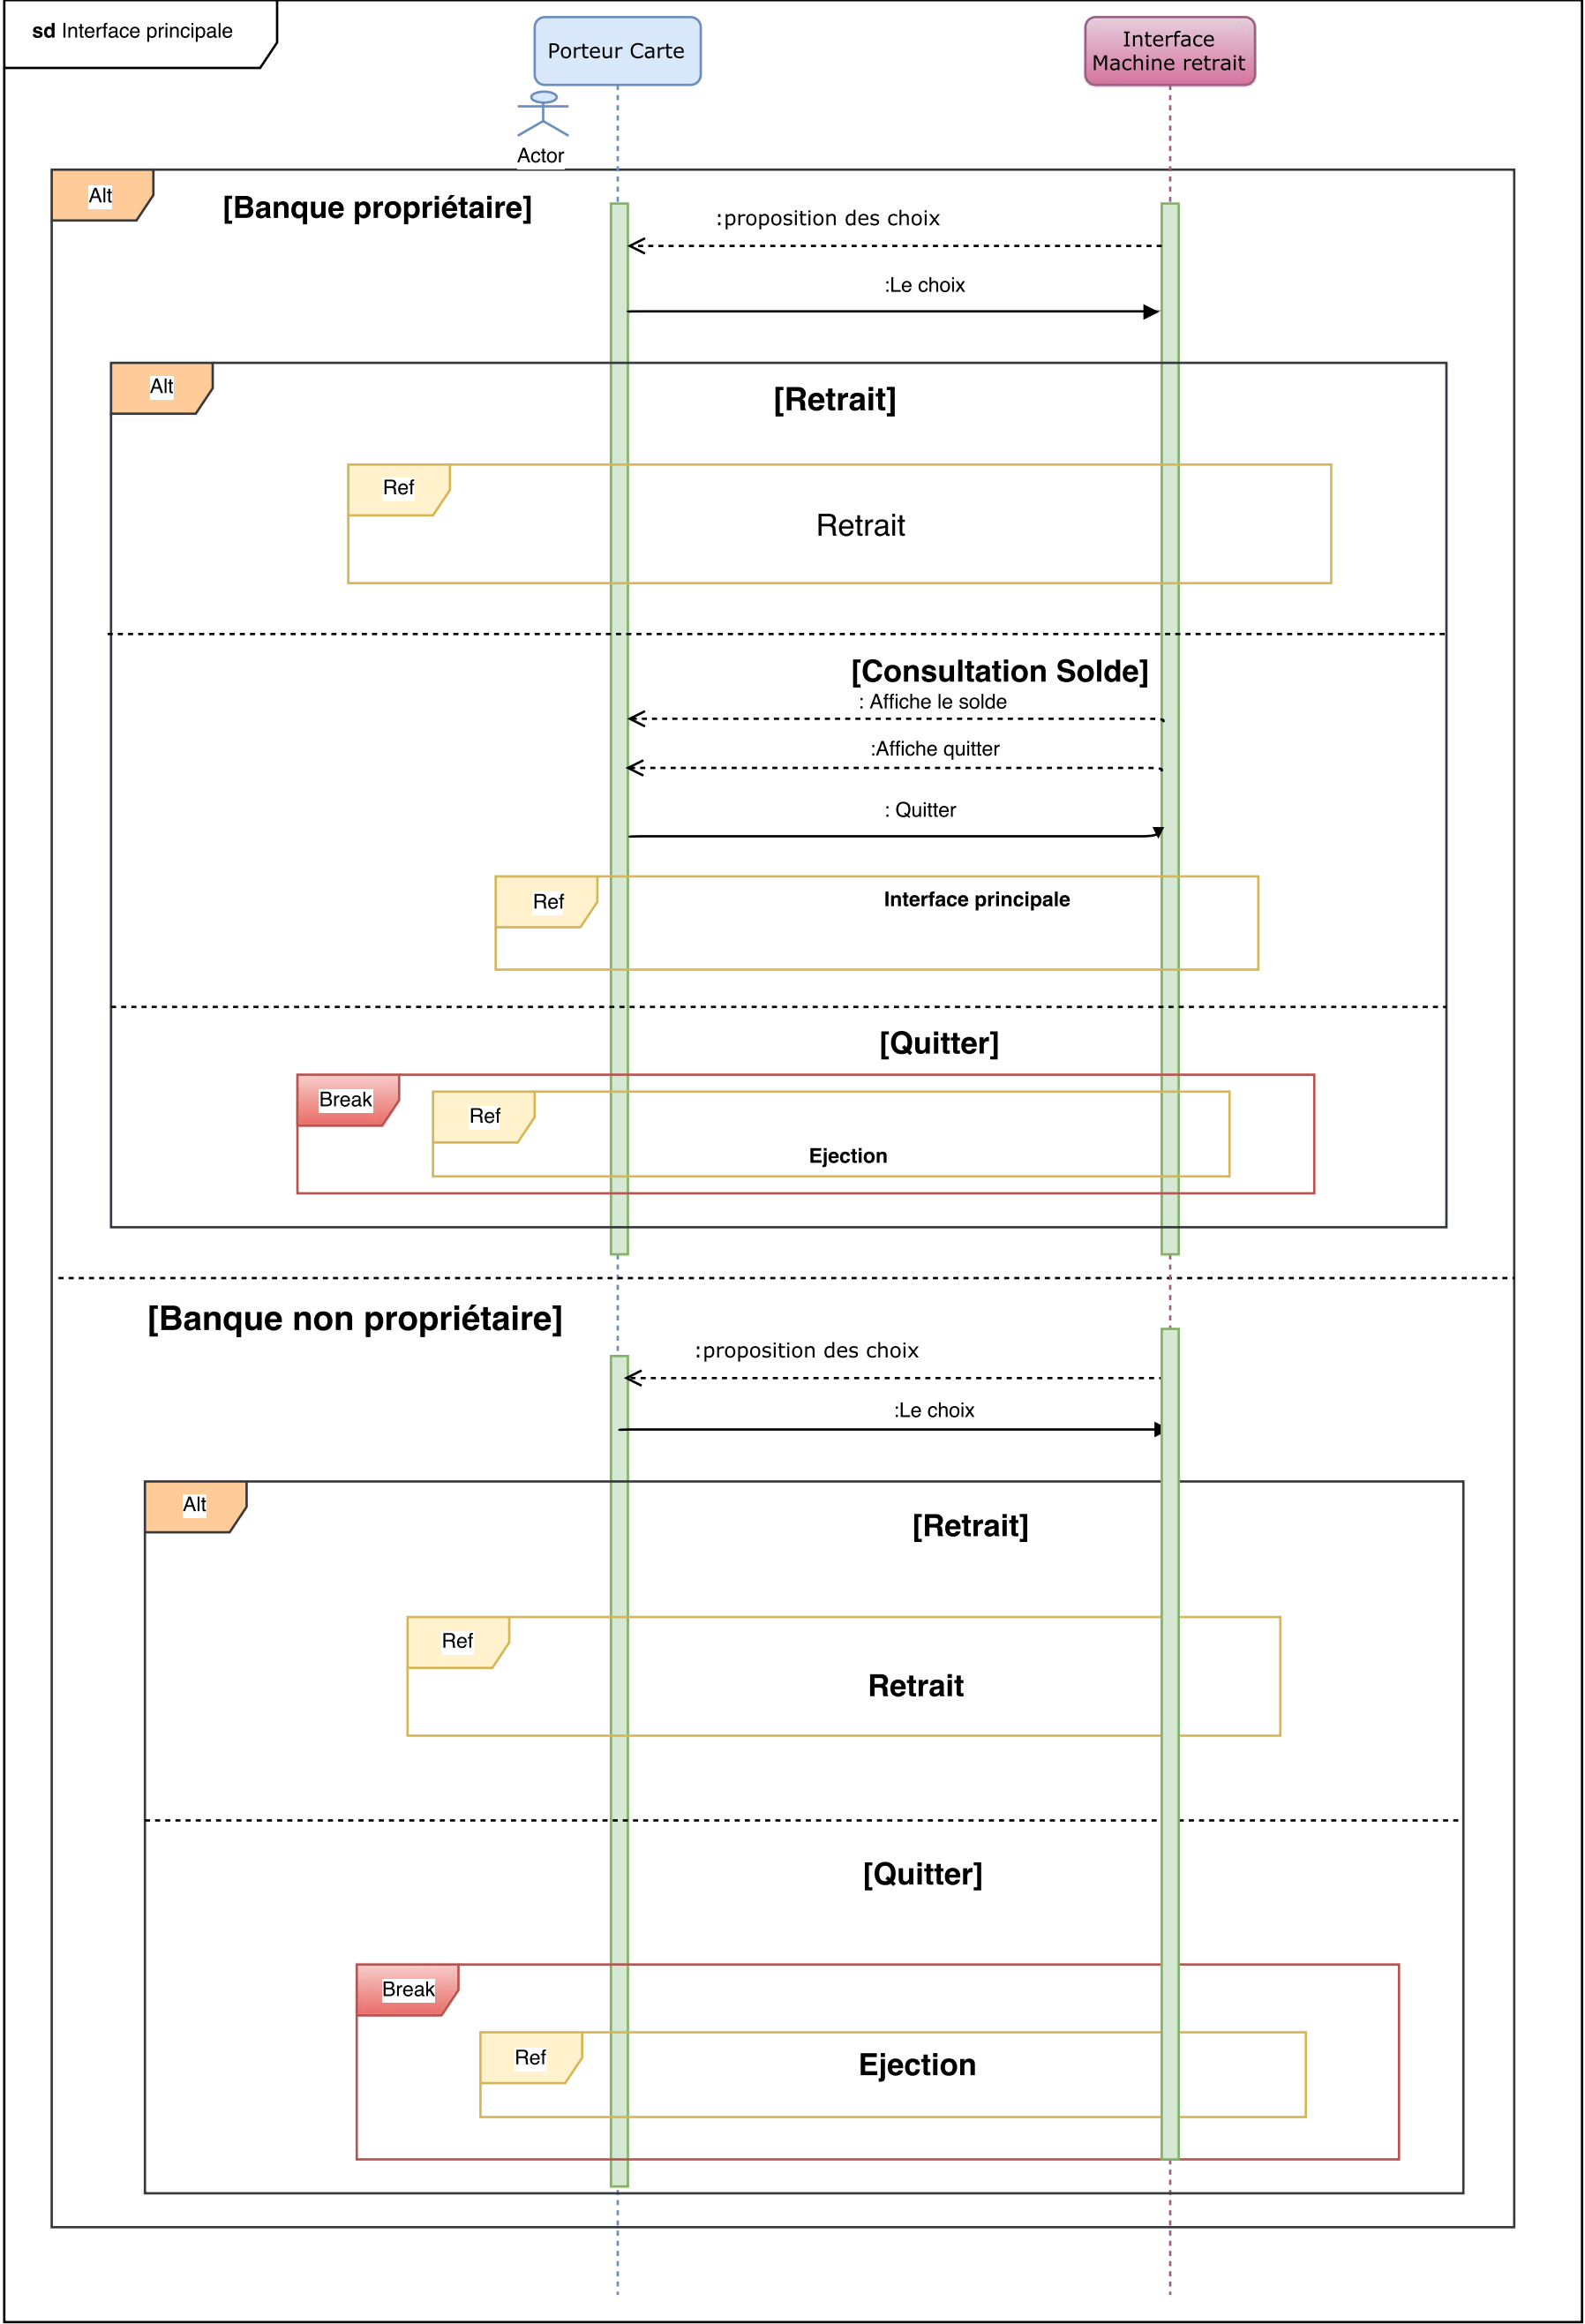 sd Interface principale
Porteur Carte
Interface
Machine retrait
Actor
Alt
[Banque propriétaire]
:proposition des choix
:Le choix
Alt
[Retrait]
Ref
Retrait
[Consultation Solde]
: Affiche le solde
:Affiche quitter
: Quitter
Ref
Interface principale
[Quitter]
Break
Ref
Ejection
[Banque non propriétaire]
:proposition des choix
:Le choix
Alt
[Retrait]
Ref
Retrait
[Quitter]
Break
Ref
Ejection